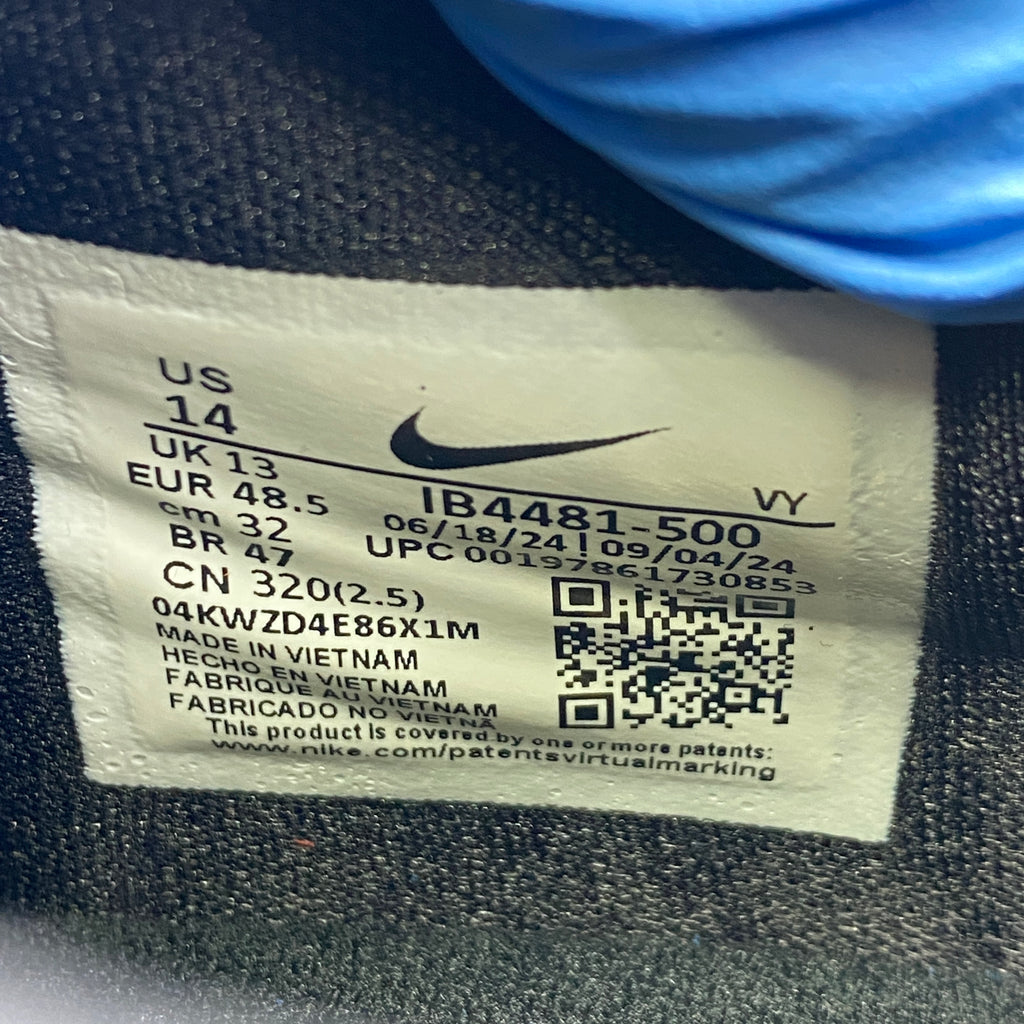 US
14
UK 13
EUR 48.5
cm 32
BR 47
CN 320(2.5)
VY
IB4481-500
06/18/24 | 09/04/24
UPC 00197861730853
04KWZD4E86X1M
MADE IN VIETNAM
HECHO EN VIETNAM
FABRIQUE AU VIETNAM
FABRICADO NO VIETNÃ
This product is covered by one or more patents:
www.nike.com/patentsvirtualmarking